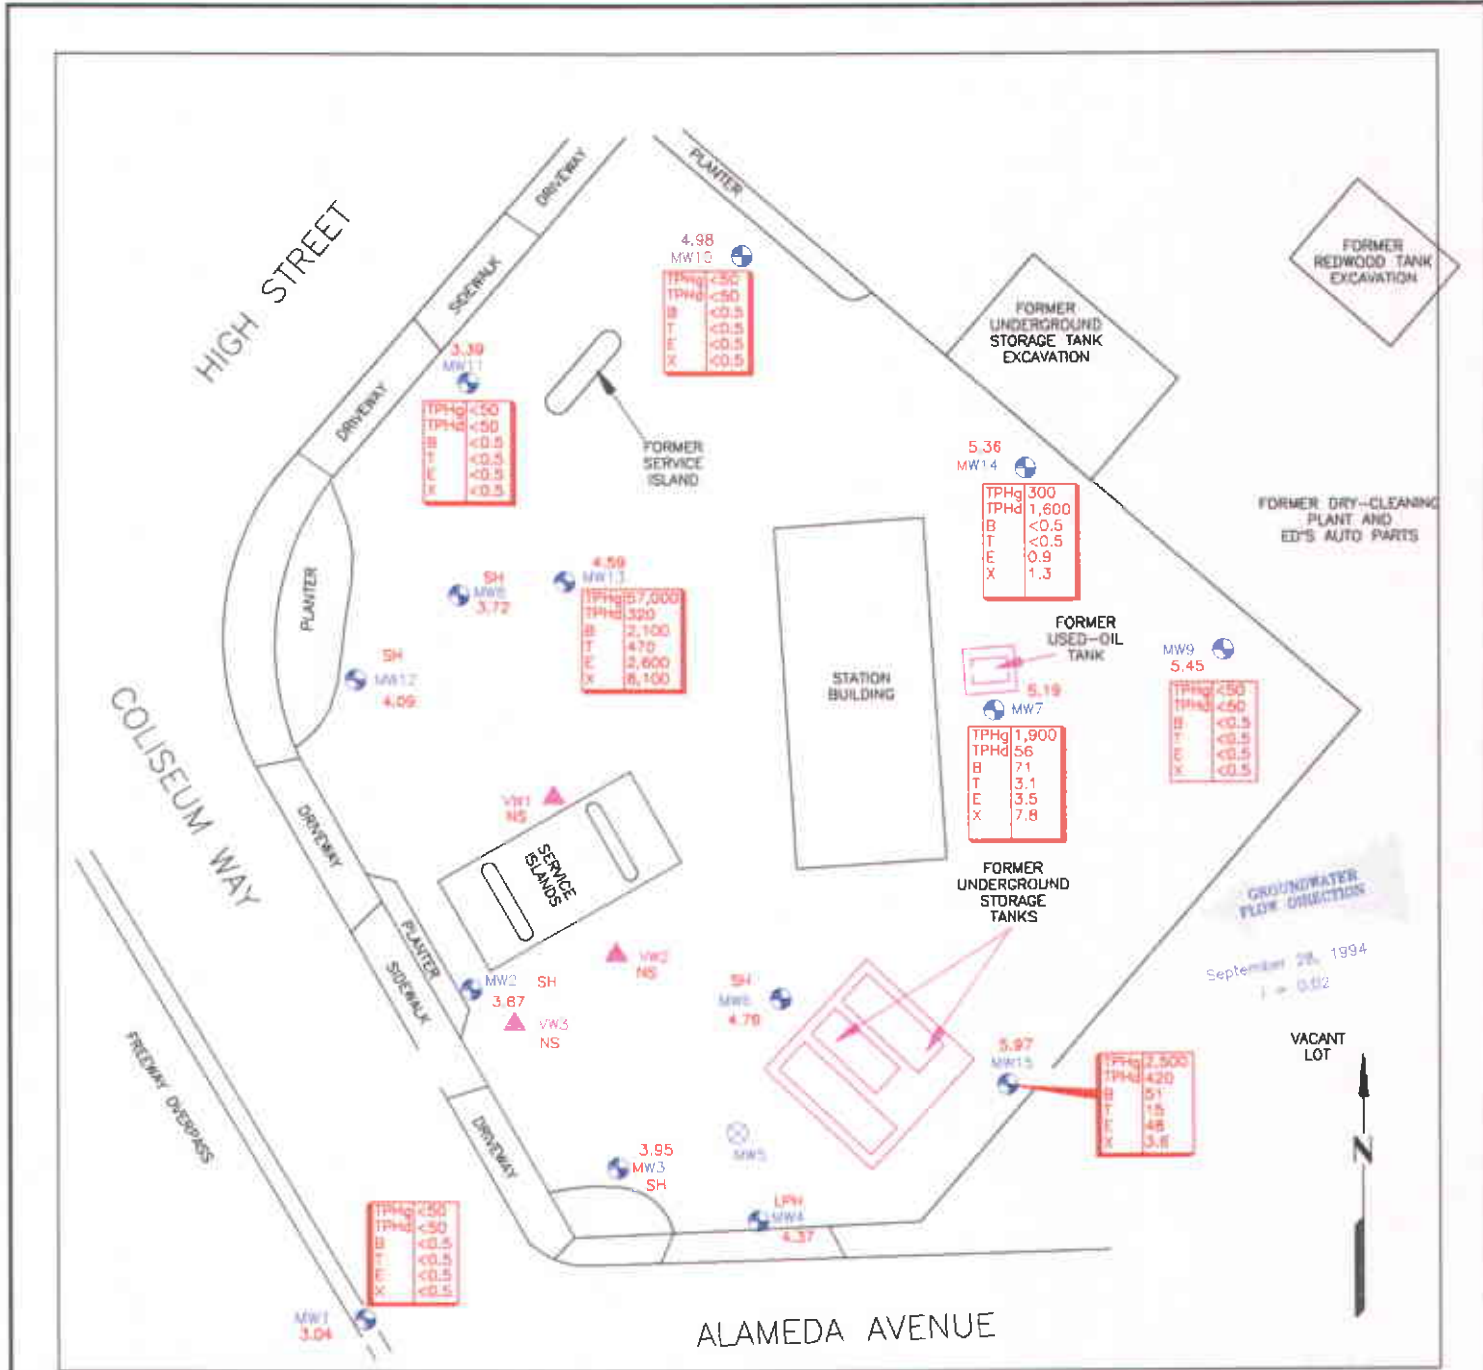 PLANTER
DRIVEWAY
SIDEWALK
DRIVEWAY
HIGH STREET
4.98
MW10
TPHg <50
TPHd <50
B <0.5
T <0.5
E <0.5
X <0.5
FORMER
REDWOOD TANK
EXCAVATION
FORMER
UNDERGROUND
STORAGE TANK
EXCAVATION
3.39
MW11
TPHg <50
TPHd <50
B <0.5
T <0.5
E <0.5
X <0.5
FORMER
SERVICE
ISLAND
5.36
MW14
TPHg 300
TPHd 1,600
B <0.5
T <0.5
E 0.9
X 1.3
FORMER DRY-CLEANING
PLANT AND
ED'S AUTO PARTS
PLANTER
SH
3.72
4.59
MW13
TPHg 57,000
TPHd 320
B 2,100
T 470
E 2,600
X 8,100
SH
MW12
4.09
STATION
BUILDING
FORMER
USED-OIL
TANK
5.19
MW7
TPHg 1,900
TPHd 56
B 71
T 3.1
E 3.5
X 7.8
MW9
5.45
TPHg <50
TPHd <50
B <0.5
T <0.5
E <0.5
X <0.5
COLISEUM WAY
DRIVEWAY
VW1
NS
SERVICE
ISLANDS
FORMER
UNDERGROUND
STORAGE
TANKS
GROUNDWATER
FLOW DIRECTION
September 28, 1994
i = 0.02
PLANTER
SIDEWALK
MW2 SH
3.87
VW2
NS
VW3
NS
SH
MW6
4.79
5.97
MW15
TPHg 2,500
TPHd 420
B 51
T 15
E 48
X 3.6
VACANT
LOT
N
FREEWAY OVERPASS
DRIVEWAY
3.95
MW3
SH
MW5
LPH
MW4
4.37
TPHg <50
TPHd <50
B <0.5
T <0.5
E <0.5
X <0.5
MW1
3.04
ALAMEDA AVENUE